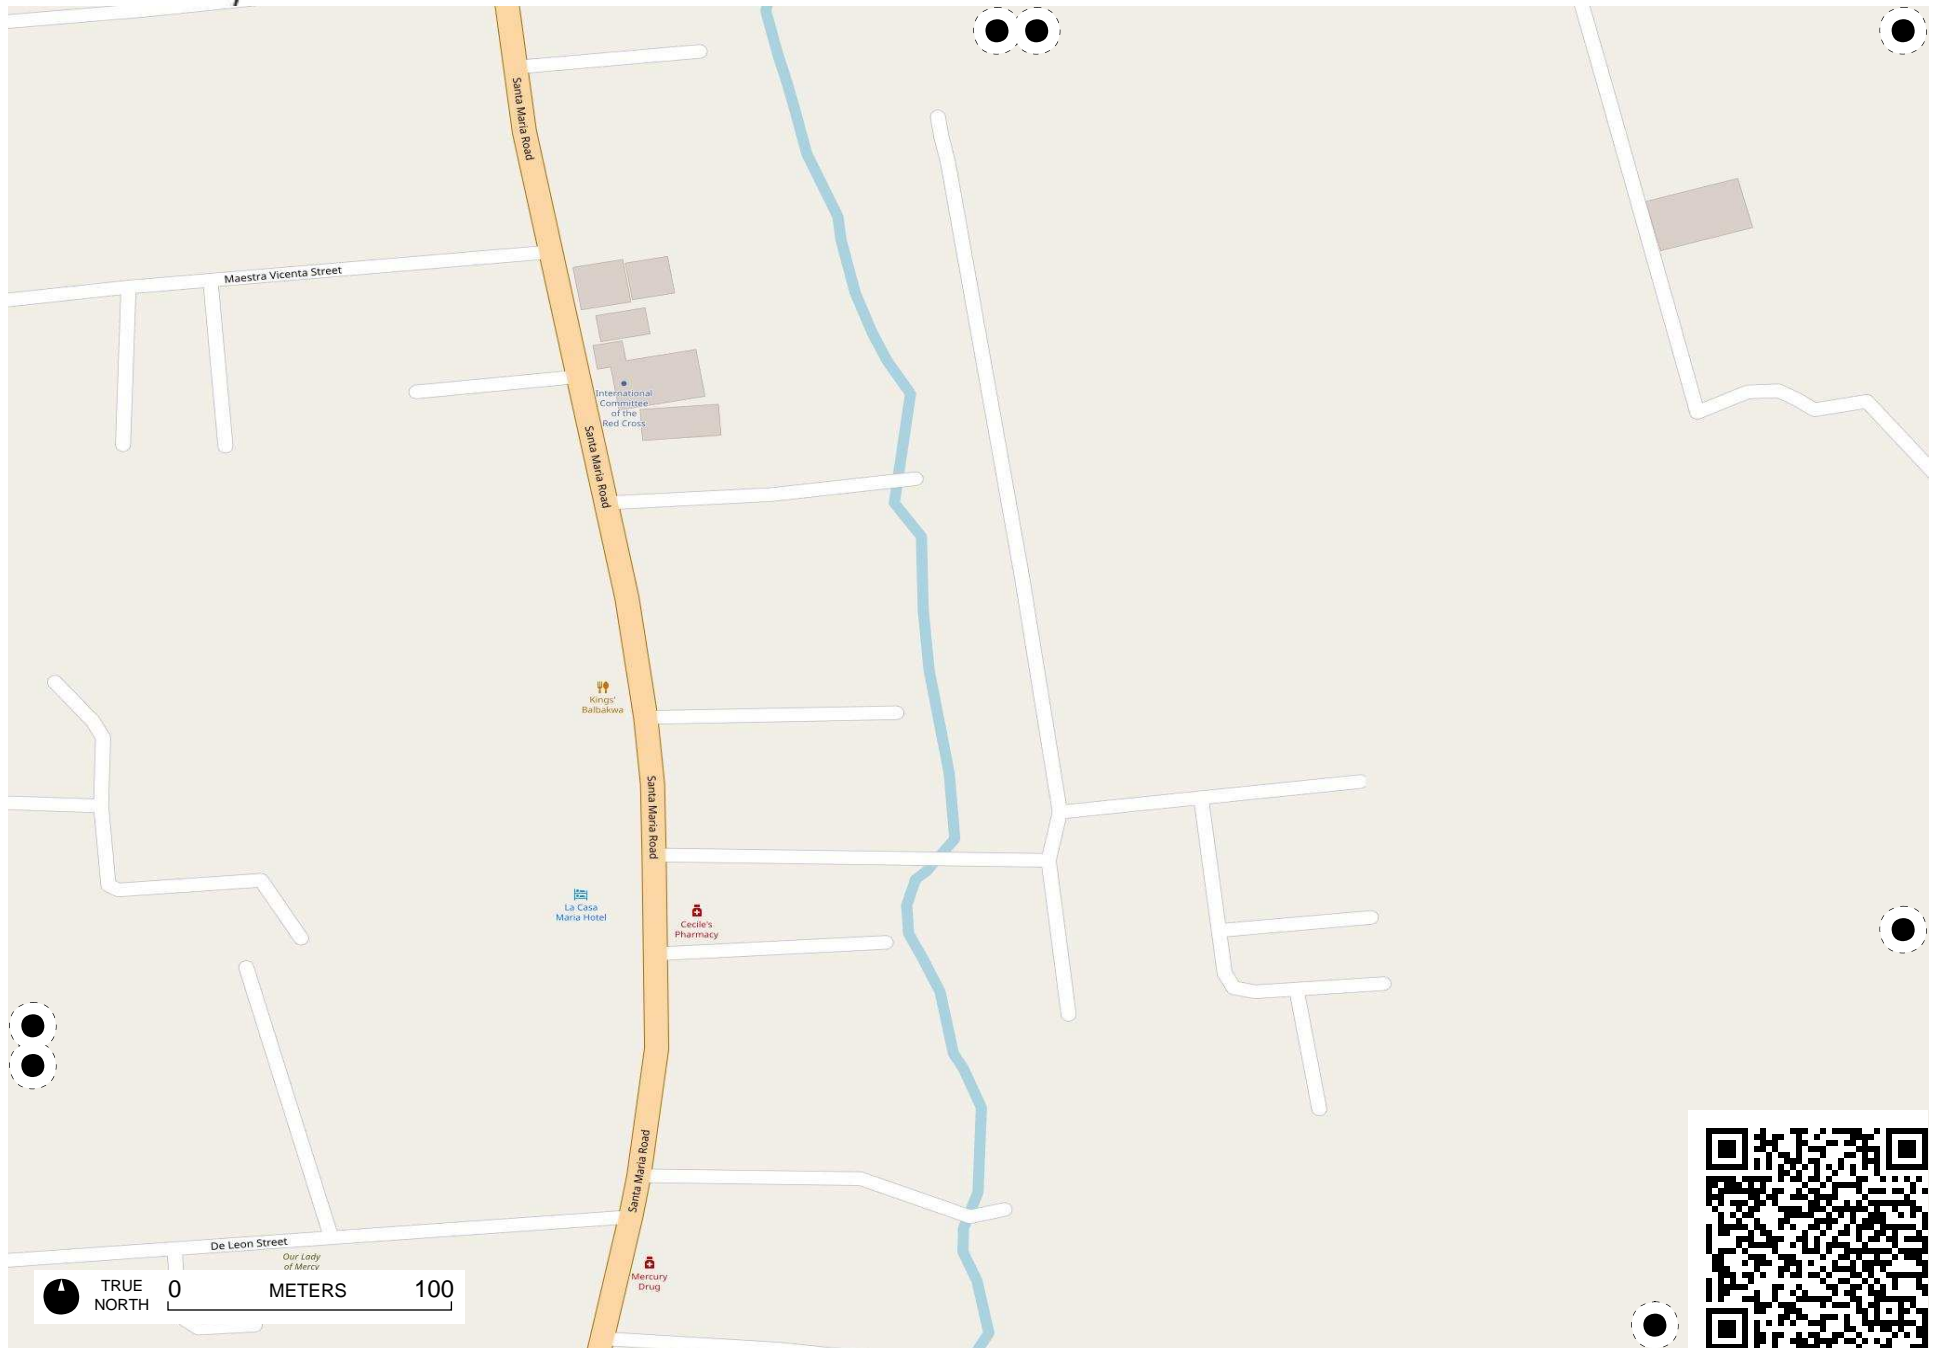 Santa Maria Road
Maestra Vicenta Street
International
Committee
of the
Red Cross
Santa Maria Road
Kings'
Balbakwa
Santa Maria Road
La Casa
Maria Hotel
Cecile's
Pharmacy
Santa Maria Road
De Leon Street
Our Lady
of Mercy
Mercury
Drug
TRUE
NORTH
0 METERS 100